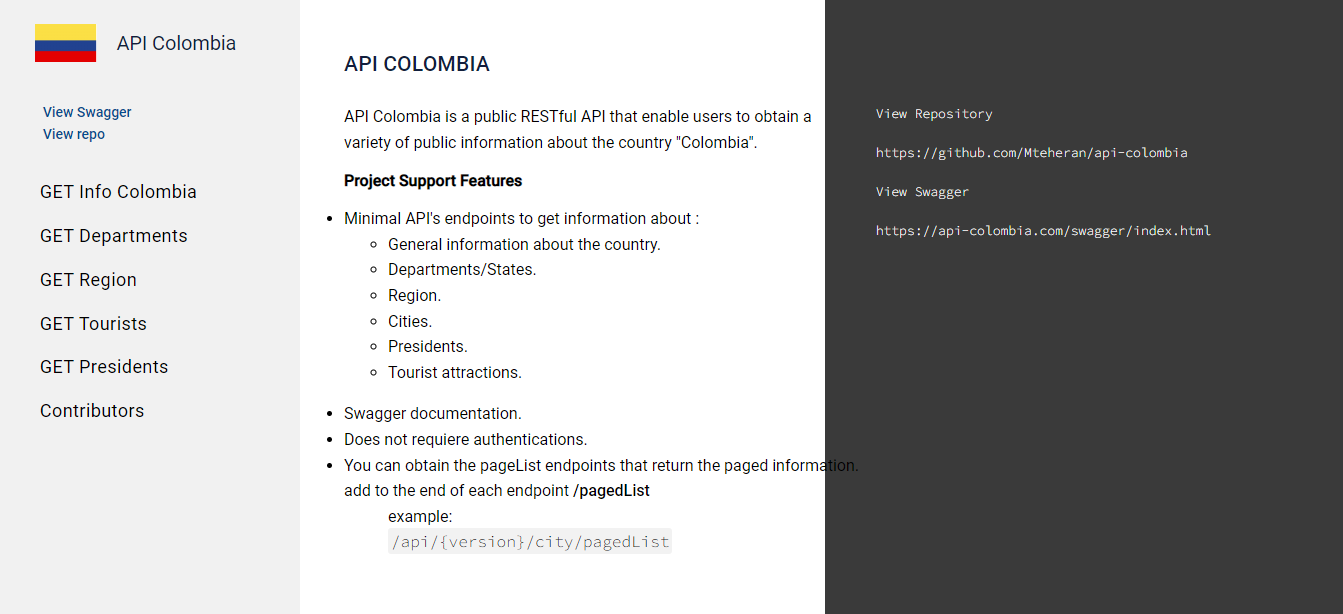 API Colombia
View Swagger
View repo
GET Info Colombia
GET Departments
GET Region
GET Tourists
GET Presidents
Contributors
API COLOMBIA
API Colombia is a public RESTful API that enable users to obtain a
variety of public information about the country "Colombia".
Project Support Features
Minimal API's endpoints to get information about :
General information about the country.
Departments/States.
Region.
Cities.
Presidents.
Tourist attractions.
Swagger documentation.
Does not requiere authentications.
You can obtain the pageList endpoints that return the paged information.
add to the end of each endpoint /pagedList
example:
/api/{version}/city/pagedList
View Repository
https://github.com/Mteheran/api-colombia
View Swagger
https://api-colombia.com/swagger/index.html